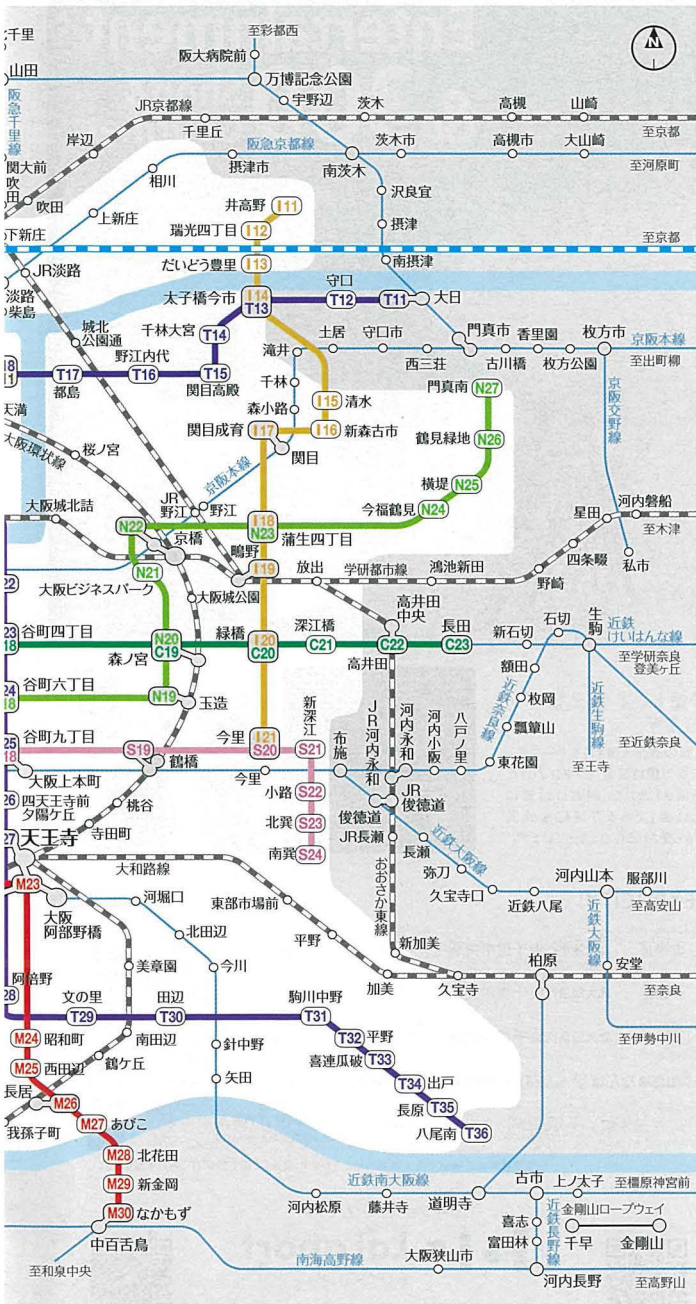 至彩都西
千里
阪大病院前
山田
万博記念公園
宇野辺
阪急千里線
JR京都線
茨木
高槻
山崎
千里丘
至京都
岸辺
阪急京都線
摂津市
茨木市
高槻市
大山崎
関大前
相川
南茨木
至河原町
吹田
吹田
沢良宜
井高野
I11
上新庄
瑞光四丁目
I12
摂津
下新庄
至京都
JR淡路
だいどう豊里
I13
南摂津
淡路
太子橋今市
I14
T13
守口
T12
T11
大日
柴島
城北公園通
千林大宮
T14
土居
守口市
門真市
香里園
枚方市
京阪本線
滝井
西三荘
古川橋
枚方公園
至出町柳
野江内代
T17
T16
T15
都島
関目高殿
千林
門真南
N27
京阪交野線
森小路
I15
清水
天満
関目成育
I17
I16
新森古市
鶴見緑地
N26
大阪環状線
桜ノ宮
関目
京阪本線
横堤
N25
JR野江
野江
今福鶴見
N24
星田
河内磐船
大阪城北詰
N22
京橋
I18
N23
蒲生四丁目
至木津
四条畷
鴫野
I19
放出
学研都市線
鴻池新田
野崎
私市
N21
大阪ビジネスパーク
大阪城公園
高井田中央
石切
生駒
近鉄けいはんな線
谷町四丁目
N20
C19
緑橋
I20
C20
深江橋
C21
C22
長田
C23
新石切
森ノ宮
高井田
額田
至学研奈良登美ヶ丘
谷町六丁目
N19
玉造
新深江
枚岡
近鉄奈良線
近鉄生駒線
瓢簞山
谷町九丁目
S19
今里
I21
S20
S21
布施
JR河内永和
河内永和
河内小阪
八戸ノ里
東花園
至近鉄奈良
大阪上本町
鶴橋
今里
至王寺
四天王寺前夕陽ケ丘
桃谷
小路
S22
俊徳道
JR俊徳道
北巽
S23
JR長瀬
長瀬
近鉄大阪線
寺田町
天王寺
南巽
S24
弥刀
大和路線
おおさか東線
久宝寺口
河内山本
服部川
M23
近鉄八尾
至高安山
大阪阿部野橋
河堀口
東部市場前
近鉄大阪線
北田辺
平野
新加美
美章園
今川
柏原
安堂
阿倍野
加美
久宝寺
至奈良
文の里
田辺
駒川中野
T29
T30
T31
M24
昭和町
南田辺
針中野
T32
平野
至伊勢中川
M25
西田辺
鶴ケ丘
喜連瓜破
T33
矢田
長居
M26
T34
出戸
我孫子町
M27
あびこ
長原
T35
八尾南
T36
M28
北花田
近鉄南大阪線
古市
上ノ太子
至橿原神宮前
M29
新金岡
河内松原
藤井寺
道明寺
M30
なかもず
喜志
金剛山ロープウェイ
中百舌鳥
富田林
近鉄長野線
千早
金剛山
南海高野線
大阪狭山市
至和泉中央
河内長野
至高野山